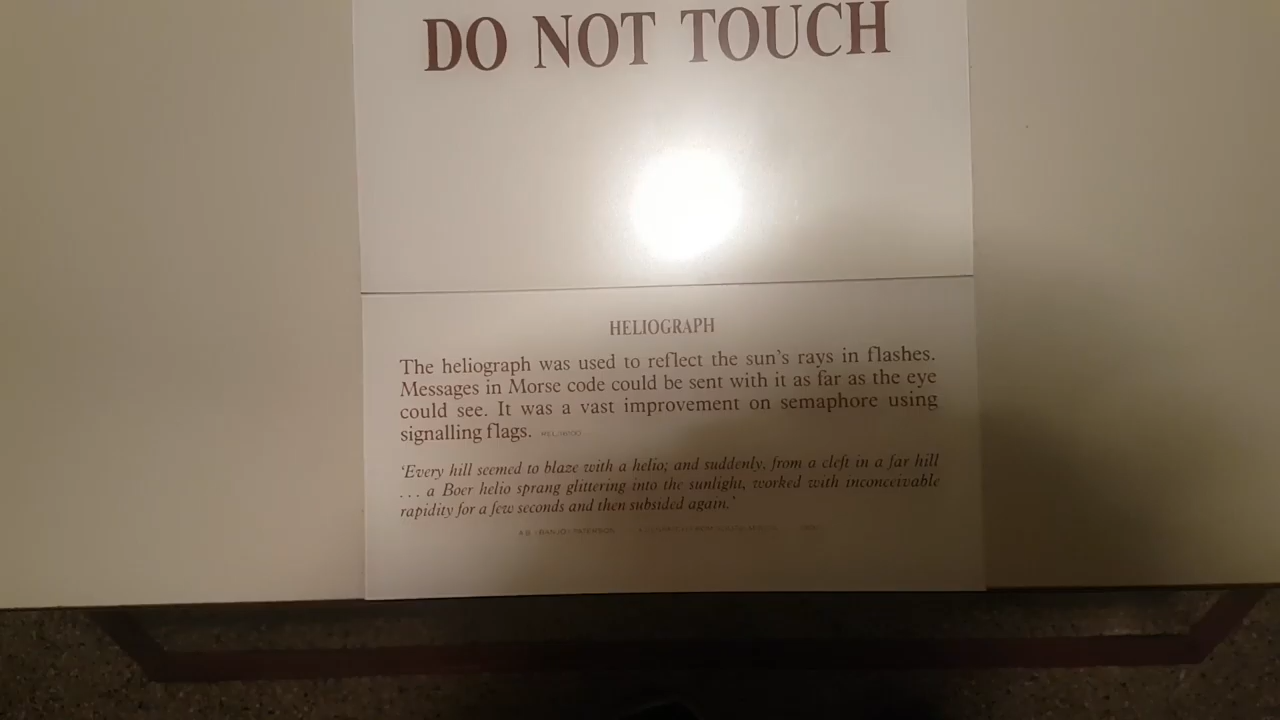 DO NOT TOUCH
HELIOGRAPH
The heliograph was used to reflect the sun's rays in flashes.
Messages in Morse code could be sent with it as far as the eye
could see. It was a vast improvement on semaphore using
signalling flags.
'Every hill seemed to blaze with a helio; and suddenly, from a cleft in a far hill
. . . a Boer helio sprang glittering into the sunlight, worked with inconceivable
rapidity for a few seconds and then subsided again.'
A B 'BANJO' PATERSON